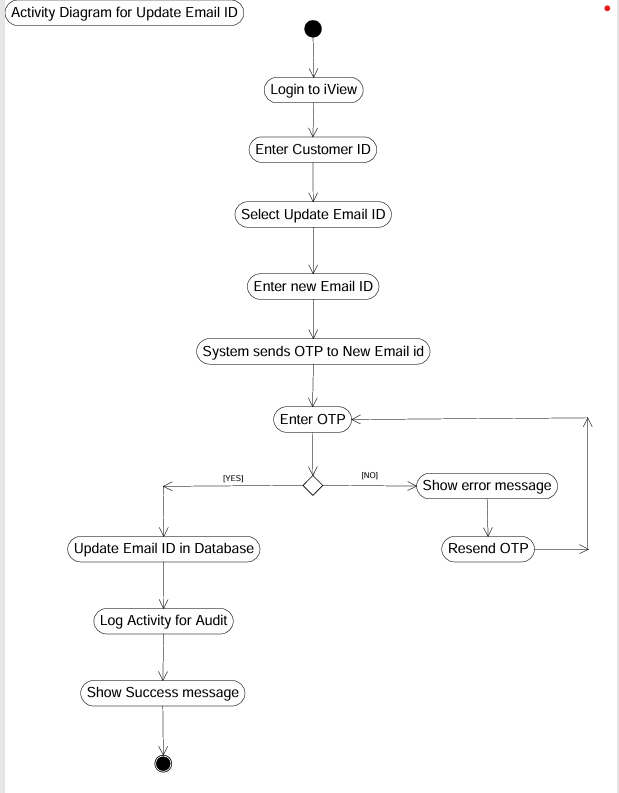 Activity Diagram for Update Email ID
Login to iView
Enter Customer ID
Select Update Email ID
Enter new Email ID
System sends OTP to New Email id
Enter OTP
[YES]
[NO]
Show error message
Update Email ID in Database
Resend OTP
Log Activity for Audit
Show Success message